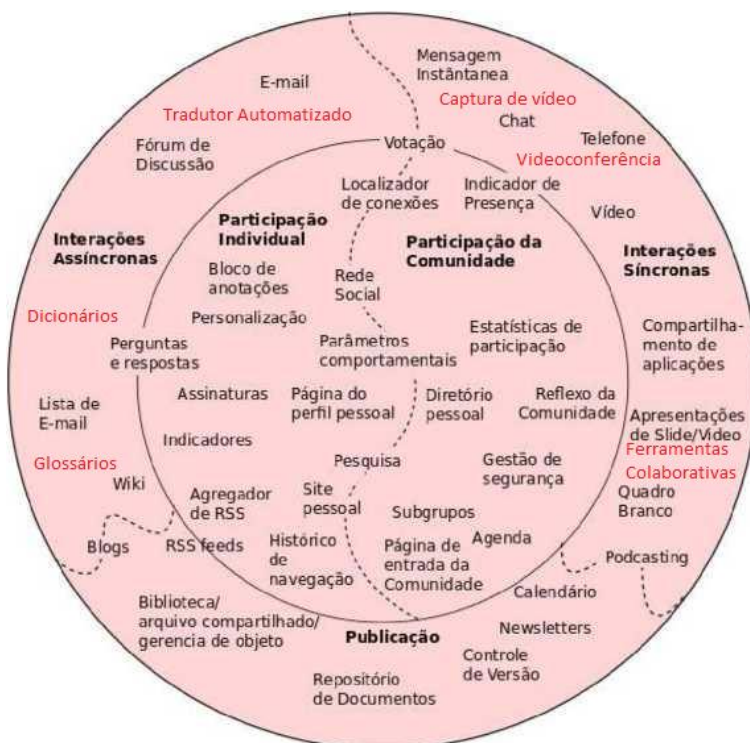 Mensagem
Instântanea
E-mail
Captura de vídeo
Tradutor Automatizado
Chat
Fórum de
Discussão
Telefone
Votação
Videoconferência
Localizador
de conexões
Indicador de
Presença
Vídeo
Participação
Individual
Interações
Assíncronas
Participação da
Comunidade
Interações
Síncronas
Bloco de
anotações
Rede
Social
Dicionários
Personalização
Estatísticas de
participação
Compartilha-
mento de
aplicações
Perguntas
e respostas
Parâmetros
comportamentais
Assinaturas
Página do
perfil pessoal
Diretório
pessoal
Reflexo da
Comunidade
Lista de
E-mail
Apresentações
de Slide/Video
Indicadores
Ferramentas
Colaborativas
Glossários
Pesquisa
Gestão de
segurança
Wiki
Agregador
de RSS
Site
pessoal
Quadro
Branco
Subgrupos
Blogs
RSS feeds
Histórico
de
navegação
Página de
entrada da
Comunidade
Agenda
Podcasting
Calendário
Biblioteca/
arquivo compartilhado/
gerencia de objeto
Publicação
Newsletters
Controle
de Versão
Repositório
de Documentos